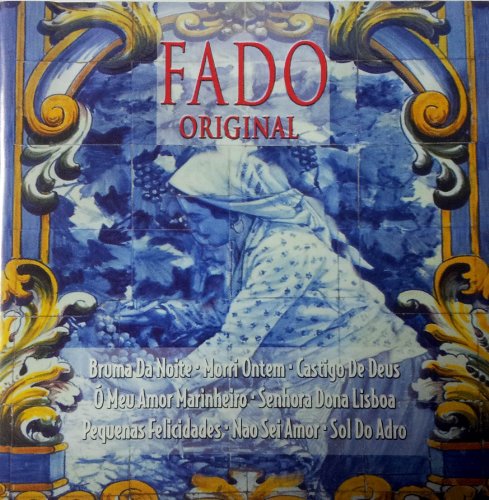 FADO
ORIGINAL
Bruma Da Noite · Morri Ontem · Castigo De Deus
Ó Meu Amor Marinheiro · Senhora Dona Lisboa
Pequenas Felicidades · Nao Sei Amor · Sol Do Adro